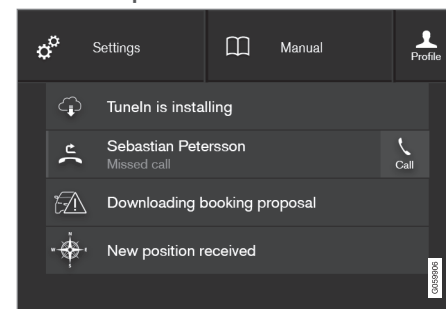 Settings
Manual
Profile
TuneIn is installing
Sebastian Petersson
Missed call
Call
Downloading booking proposal
New position received
G059906